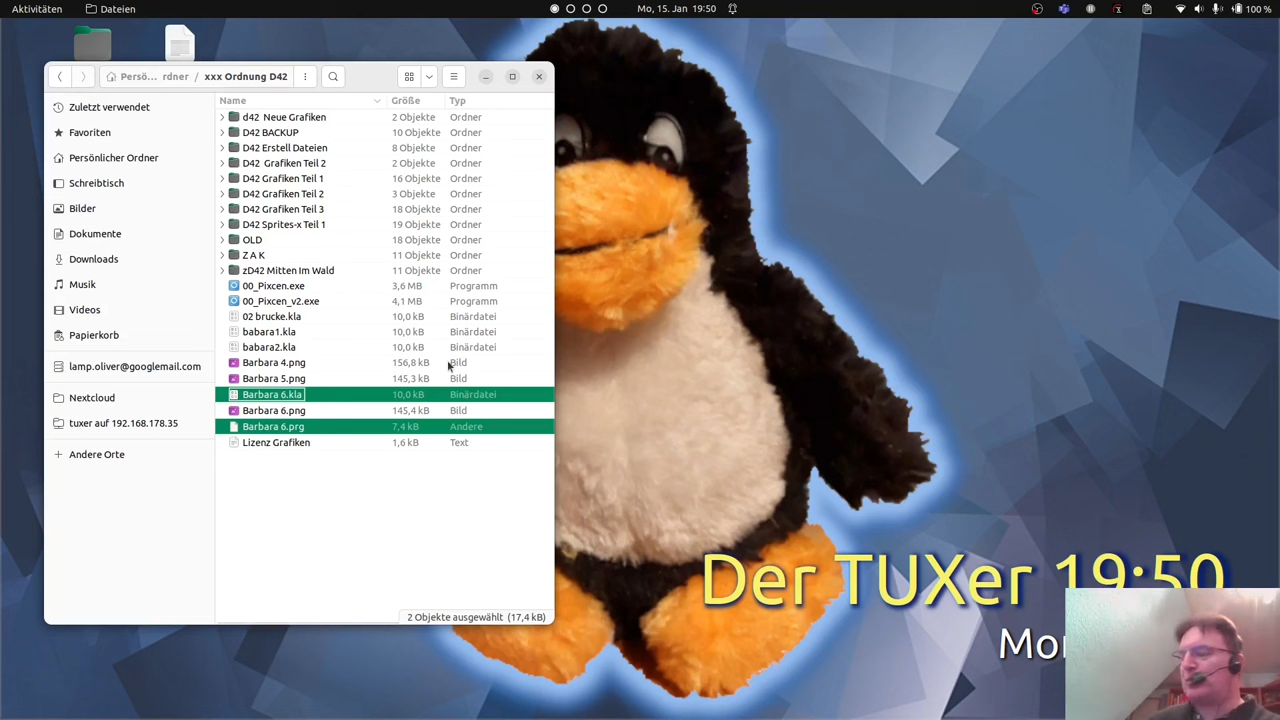 Aktivitäten
Dateien
Mo, 15. Jan 19:50
100 %
Persö… rdner / xxx Ordnung D42
Zuletzt verwendet
Favoriten
Persönlicher Ordner
Schreibtisch
Bilder
Dokumente
Downloads
Musik
Videos
Papierkorb
lamp.oliver@googlemail.com
Nextcloud
tuxer auf 192.168.178.35
Andere Orte
Name Größe Typ
d42 Neue Grafiken 2 Objekte Ordner
D42 BACKUP 10 Objekte Ordner
D42 Erstell Dateien 8 Objekte Ordner
D42 Grafiken Teil 2 2 Objekte Ordner
D42 Grafiken Teil 1 16 Objekte Ordner
D42 Grafiken Teil 2 3 Objekte Ordner
D42 Grafiken Teil 3 18 Objekte Ordner
D42 Sprites-x Teil 1 19 Objekte Ordner
OLD 18 Objekte Ordner
Z A K 11 Objekte Ordner
zD42 Mitten Im Wald 11 Objekte Ordner
00_Pixcen.exe 3,6 MB Programm
00_Pixcen_v2.exe 4,1 MB Programm
02 brucke.kla 10,0 kB Binärdatei
babara1.kla 10,0 kB Binärdatei
babara2.kla 10,0 kB Binärdatei
Barbara 4.png 156,8 kB Bild
Barbara 5.png 145,3 kB Bild
Barbara 6.kla 10,0 kB Binärdatei
Barbara 6.png 145,4 kB Bild
Barbara 6.prg 7,4 kB Andere
Lizenz Grafiken 1,6 kB Text
2 Objekte ausgewählt (17,4 kB)
Der TUXer 19:50
Mo